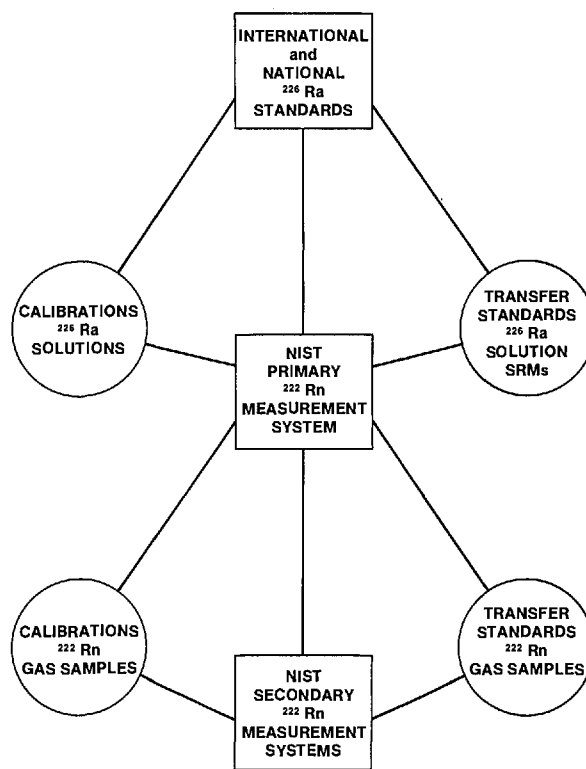 INTERNATIONAL
and
NATIONAL
²²⁶ Ra
STANDARDS
CALIBRATIONS
²²⁶ Ra
SOLUTIONS
TRANSFER
STANDARDS
²²⁶ Ra
SOLUTION
SRMs
NIST
PRIMARY
²²² Rn
MEASUREMENT
SYSTEM
CALIBRATIONS
²²² Rn
GAS SAMPLES
TRANSFER
STANDARDS
²²² Rn
GAS SAMPLES
NIST
SECONDARY
²²² Rn
MEASUREMENT
SYSTEMS